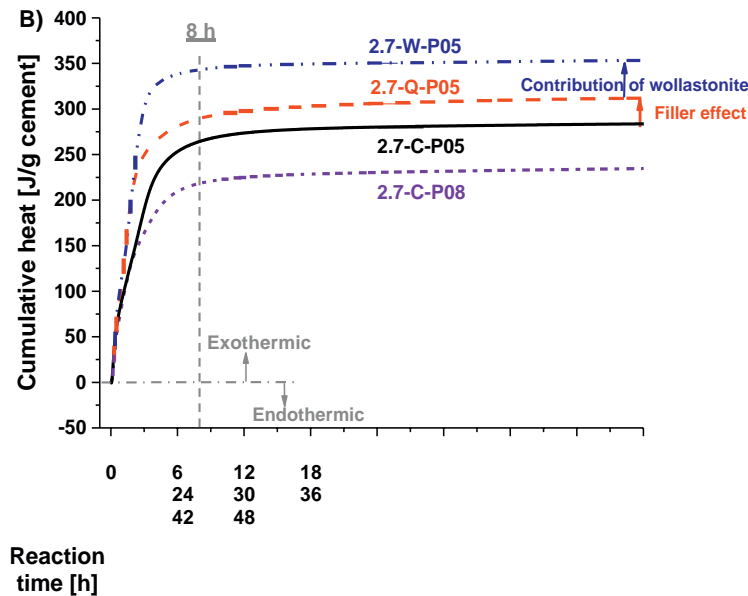 B)
8 h
400
350
300
250
200
150
100
50
0
-50
Cumulative heat [J/g cement]
2.7-W-P05
Contribution of wollastonite
2.7-Q-P05
Filler effect
2.7-C-P05
2.7-C-P08
Exothermic
Endothermic
0 6 12 18
24 30 36
42 48
Reaction
time [h]